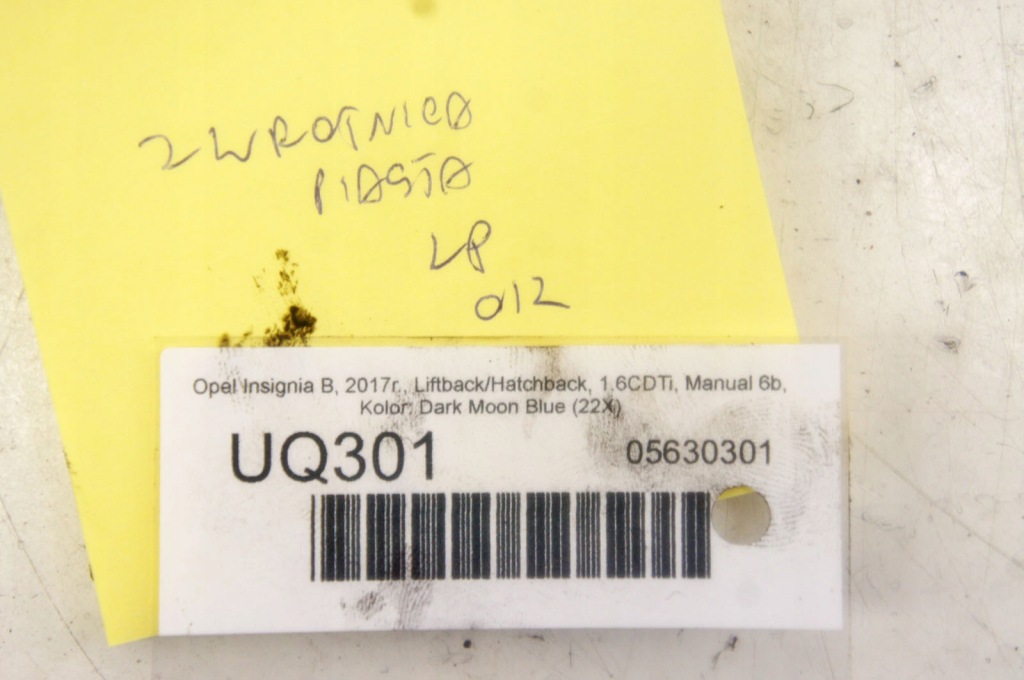 ZWROTNICA
PIASTA
LP
012
Opel Insignia B, 2017r., Liftback/Hatchback, 1.6CDTi, Manual 6b,
Kolor: Dark Moon Blue (22X)
UQ301 05630301